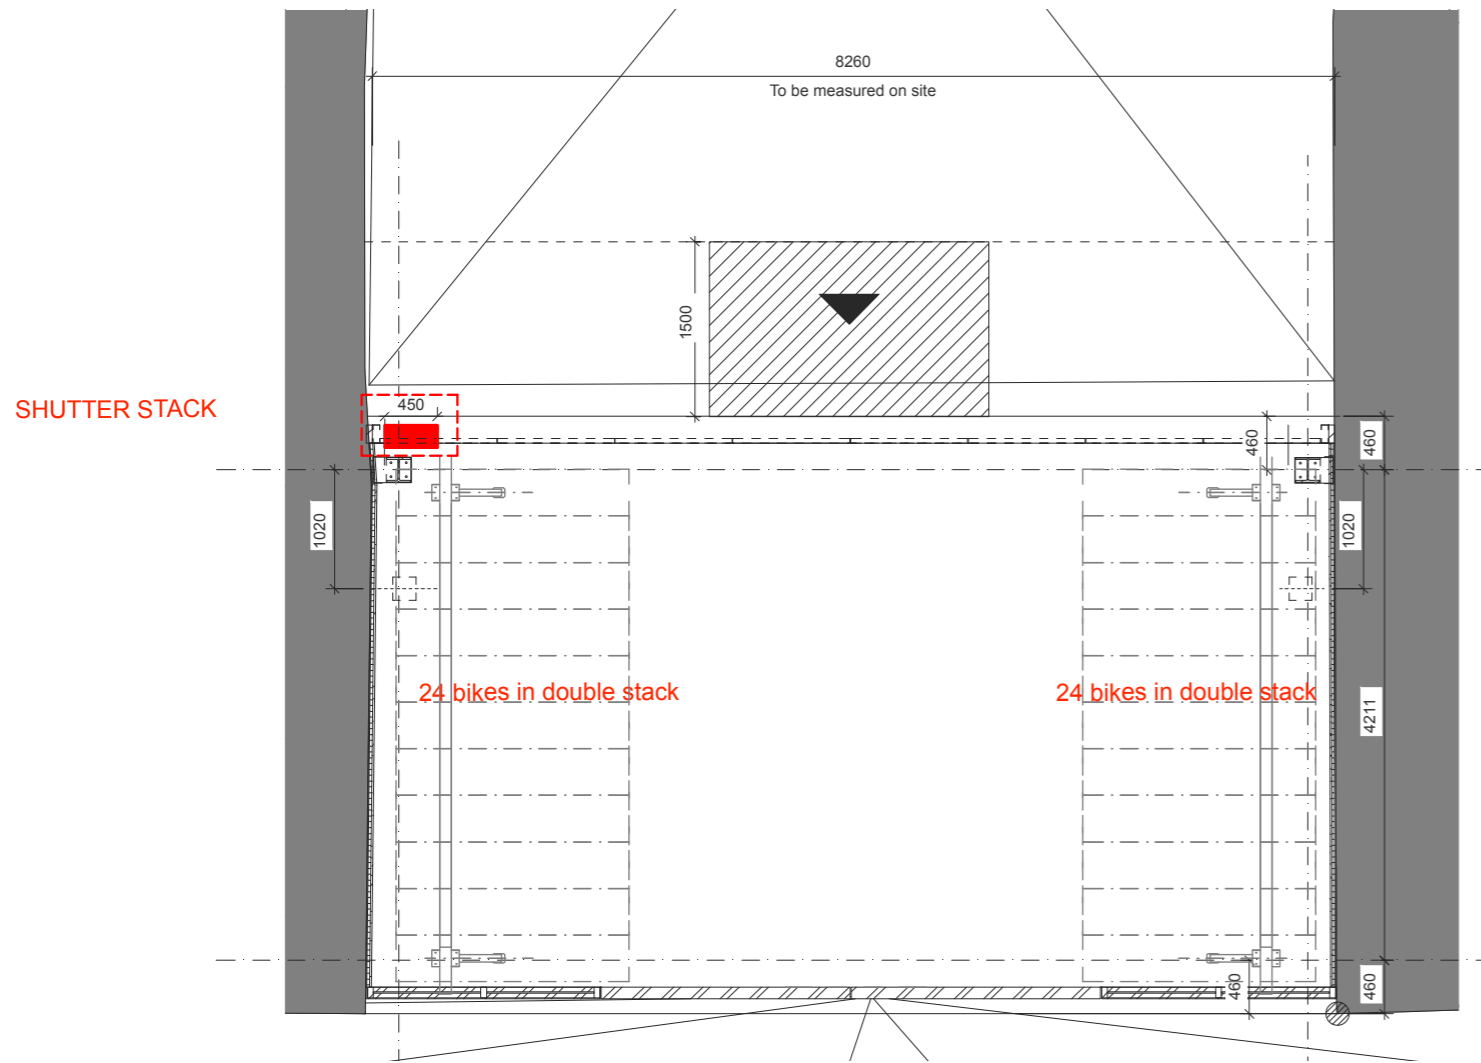 8260
To be measured on site
1500
SHUTTER STACK
450
460
460
1020
1020
24 bikes in double stack
24 bikes in double stack
4211
460
460